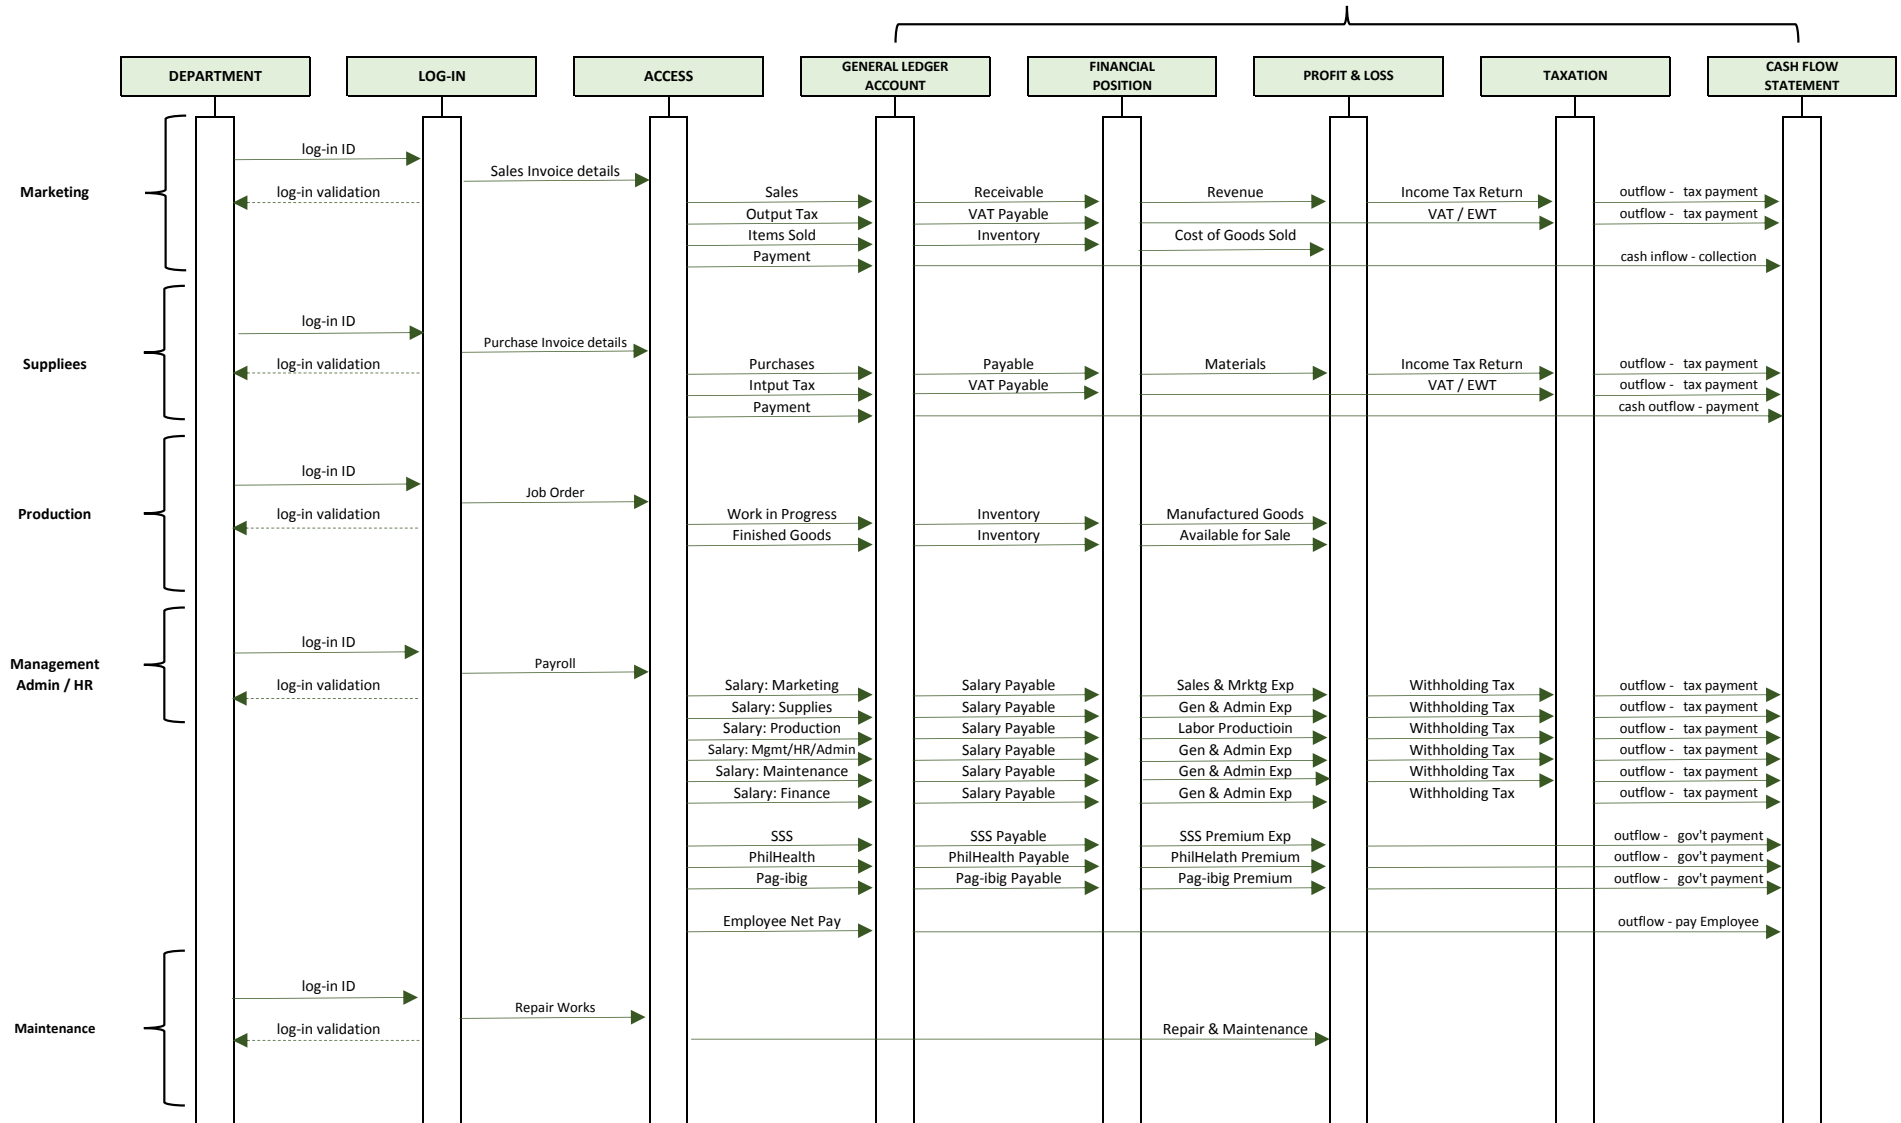 DEPARTMENT
LOG-IN
ACCESS
GENERAL LEDGER
ACCOUNT
FINANCIAL
POSITION
PROFIT & LOSS
TAXATION
CASH FLOW
STATEMENT
Marketing
log-in ID
Sales Invoice details
log-in validation
Sales
Receivable
Revenue
Income Tax Return
outflow - tax payment
Output Tax
VAT Payable
VAT / EWT
outflow - tax payment
Items Sold
Inventory
Cost of Goods Sold
Payment
cash inflow - collection
Suppliees
log-in ID
Purchase Invoice details
log-in validation
Purchases
Payable
Materials
Income Tax Return
outflow - tax payment
Intput Tax
VAT Payable
VAT / EWT
outflow - tax payment
Payment
cash outflow - payment
Production
log-in ID
Job Order
log-in validation
Work in Progress
Inventory
Manufactured Goods
Finished Goods
Inventory
Available for Sale
Management
Admin / HR
log-in ID
Payroll
log-in validation
Salary: Marketing
Salary Payable
Sales & Mrktg Exp
Withholding Tax
outflow - tax payment
Salary: Supplies
Salary Payable
Gen & Admin Exp
Withholding Tax
outflow - tax payment
Salary: Production
Salary Payable
Labor Productioin
Withholding Tax
outflow - tax payment
Salary: Mgmt/HR/Admin
Salary Payable
Gen & Admin Exp
Withholding Tax
outflow - tax payment
Salary: Maintenance
Salary Payable
Gen & Admin Exp
Withholding Tax
outflow - tax payment
Salary: Finance
Salary Payable
Gen & Admin Exp
Withholding Tax
outflow - tax payment
SSS
SSS Payable
SSS Premium Exp
outflow - gov't payment
PhilHealth
PhilHealth Payable
PhilHelath Premium
outflow - gov't payment
Pag-ibig
Pag-ibig Payable
Pag-ibig Premium
outflow - gov't payment
Employee Net Pay
outflow - pay Employee
Maintenance
log-in ID
Repair Works
log-in validation
Repair & Maintenance